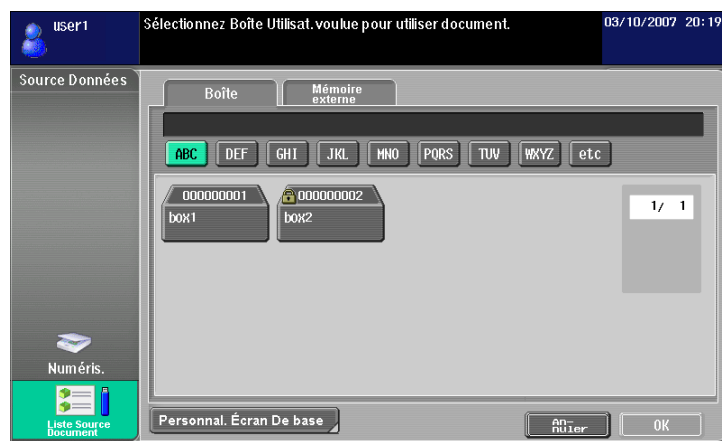 user1
Sélectionnez Boîte Utilisat. voulue pour utiliser document.
03/10/2007 20:19
Source Données
Boîte
Mémoire
externe
ABC DEF GHI JKL MNO PQRS TUV WXYZ etc
000000001 000000002
box1 box2
1/ 1
Numéris.
Liste Source
Document
Personnal. Écran De base
An-
nuler
OK